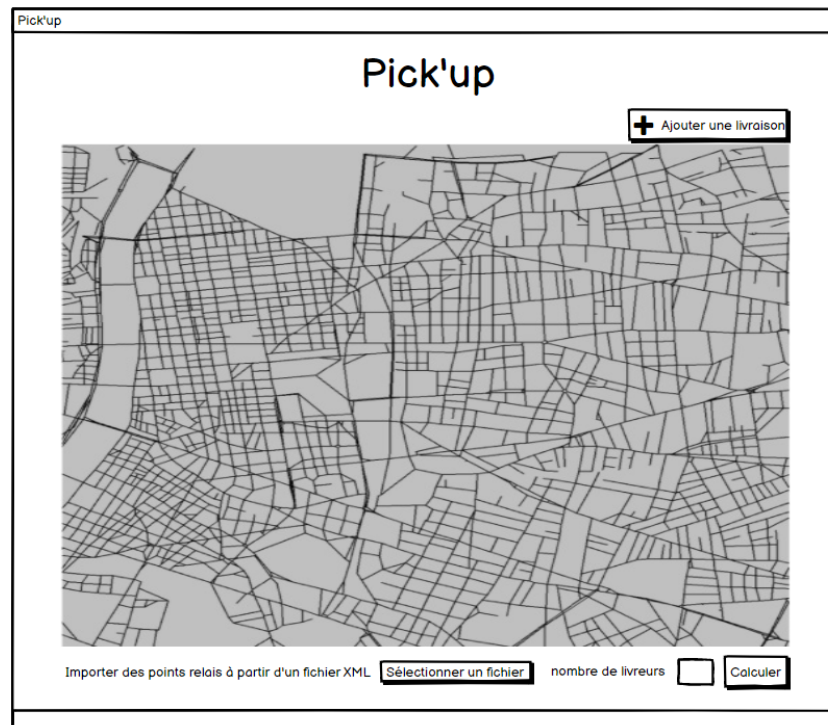 Pick'up
Pick'up
Ajouter une livraison
Importer des points relais à partir d'un fichier XML Sélectionner un fichier nombre de livreurs Calculer